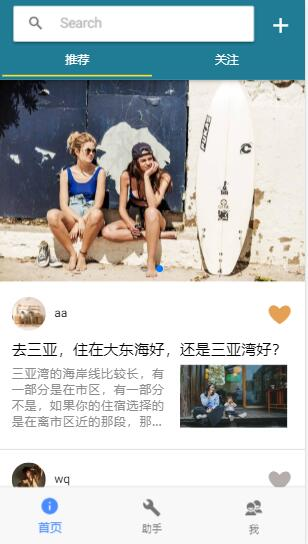 Search
推荐 关注
aa
去三亚，住在大东海好，还是三亚湾好？
三亚湾的海岸线比较长，有
一部分是在市区，有一部分
不是，如果你的住宿选择的
是在离市区近的那段，那...
wq
首页 助手 我